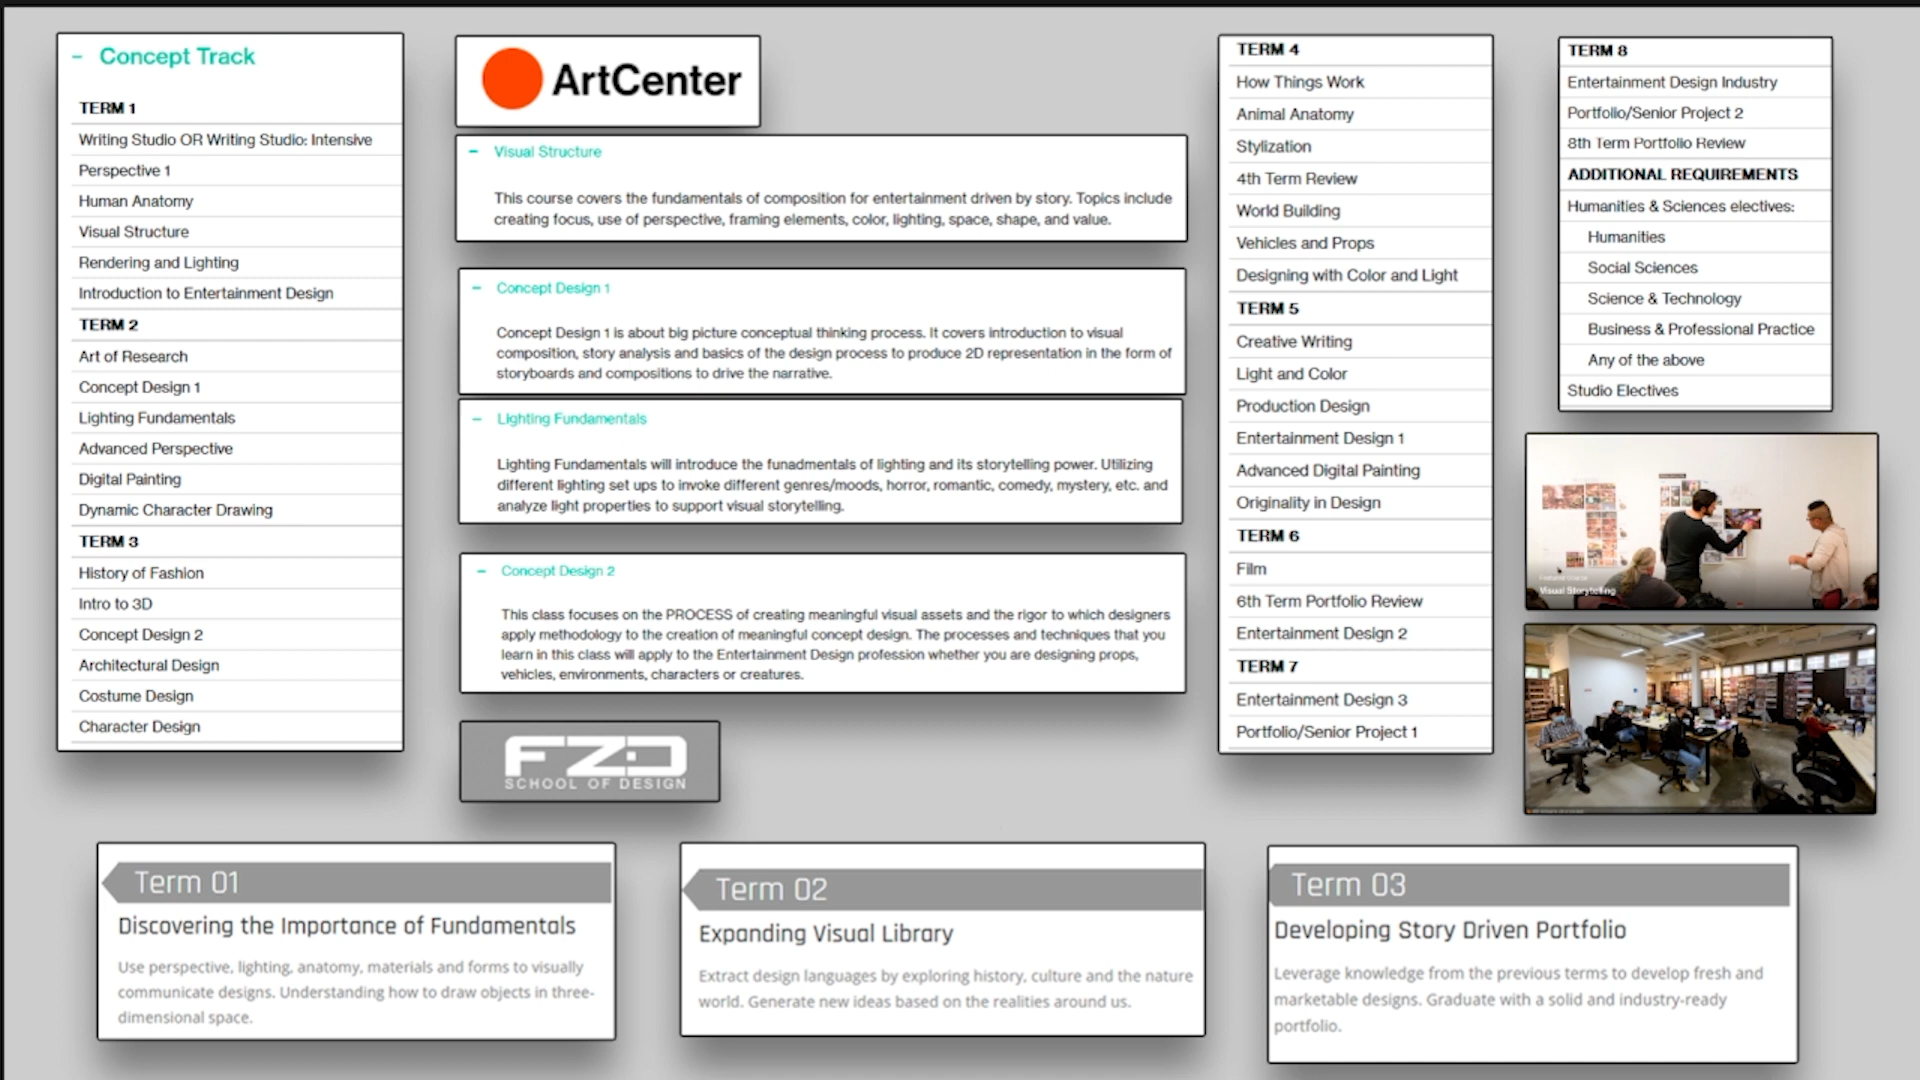 Concept Track
TERM 1
Writing Studio OR Writing Studio: Intensive
Perspective 1
Human Anatomy
Visual Structure
Rendering and Lighting
Introduction to Entertainment Design
TERM 2
Art of Research
Concept Design 1
Lighting Fundamentals
Advanced Perspective
Digital Painting
Dynamic Character Drawing
TERM 3
History of Fashion
Intro to 3D
Concept Design 2
Architectural Design
Costume Design
Character Design
ArtCenter
Visual Structure
This course covers the fundamentals of composition for entertainment driven by story. Topics include
creating focus, use of perspective, framing elements, color, lighting, space, shape, and value.
Concept Design 1
Concept Design 1 is about big picture conceptual thinking process. It covers introduction to visual
composition, story analysis and basics of the design process to produce 2D representation in the form of
storyboards and compositions to drive the narrative.
Lighting Fundamentals
Lighting Fundamentals will introduce the funadmentals of lighting and its storytelling power. Utilizing
different lighting set ups to invoke different genres/moods, horror, romantic, comedy, mystery, etc. and
analyze light properties to support visual storytelling.
Concept Design 2
This class focuses on the PROCESS of creating meaningful visual assets and the rigor to which designers
apply methodology to the creation of meaningful concept design. The processes and techniques that you
learn in this class will apply to the Entertainment Design profession whether you are designing props,
vehicles, environments, characters or creatures.
FZD
SCHOOL OF DESIGN
TERM 4
How Things Work
Animal Anatomy
Stylization
4th Term Review
World Building
Vehicles and Props
Designing with Color and Light
TERM 5
Creative Writing
Light and Color
Production Design
Entertainment Design 1
Advanced Digital Painting
Originality in Design
TERM 6
Film
6th Term Portfolio Review
Entertainment Design 2
TERM 7
Entertainment Design 3
Portfolio/Senior Project 1
TERM 8
Entertainment Design Industry
Portfolio/Senior Project 2
8th Term Portfolio Review
ADDITIONAL REQUIREMENTS
Humanities & Sciences electives:
Humanities
Social Sciences
Science & Technology
Business & Professional Practice
Any of the above
Studio Electives
Visual Storytelling
Term 01
Discovering the Importance of Fundamentals
Use perspective, lighting, anatomy, materials and forms to visually
communicate designs. Understanding how to draw objects in three-
dimensional space.
Term 02
Expanding Visual Library
Extract design languages by exploring history, culture and the nature
world. Generate new ideas based on the realities around us.
Term 03
Developing Story Driven Portfolio
Leverage knowledge from the previous terms to develop fresh and
marketable designs. Graduate with a solid and industry-ready
portfolio.